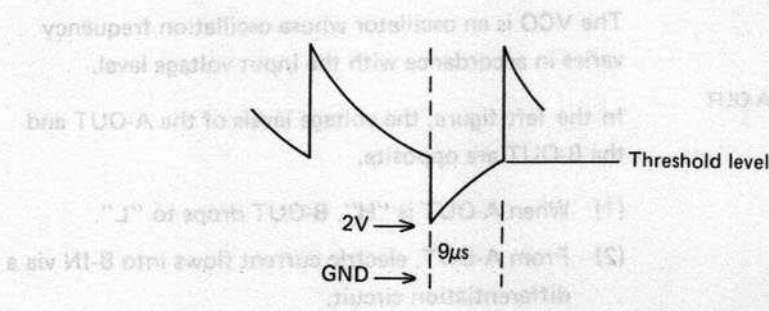 The VCO is an oscillator whose oscillation frequency
varies in accordance with the input voltage level.
A OUT
In the left figure, the voltage levels of the A-OUT and
the B-OUT are opposite.
Threshold level
(1) When A-OUT is "H", B-OUT drops to "L".
2V
(2) From A-OUT, electric current flows into B-IN via a
9μs
GND
differentiation circuit.